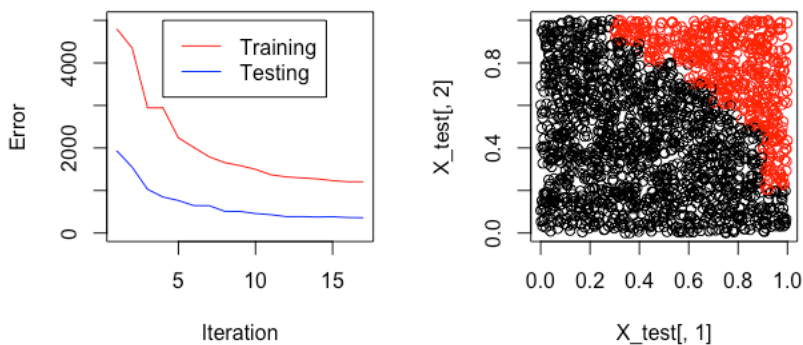 Training
Testing
Error
0
2000
4000
5
10
15
Iteration
X_test[, 2]
0.0
0.4
0.8
0.0
0.2
0.4
0.6
0.8
1.0
X_test[, 1]